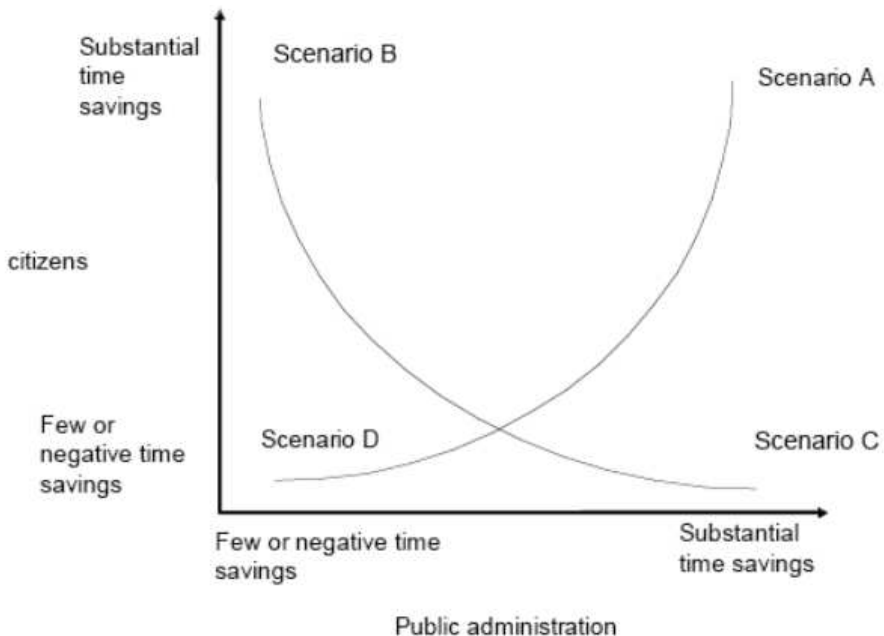 Substantial
time
savings
Scenario B
Scenario A
citizens
Few or
negative time
savings
Scenario D
Scenario C
Few or negative time
savings
Substantial
time savings
Public administration